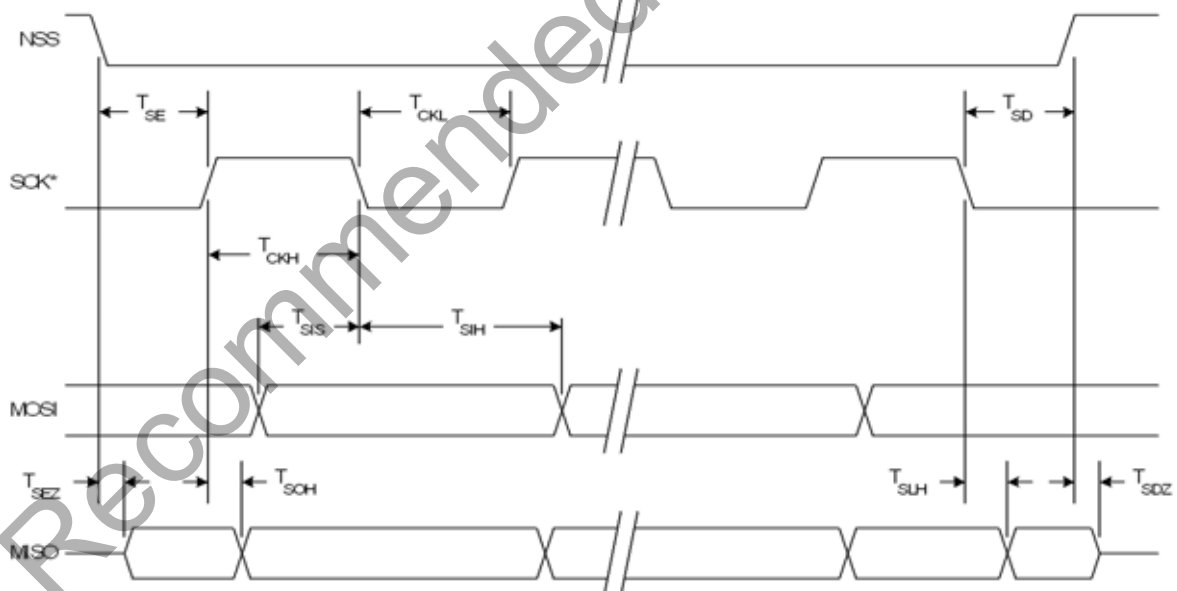 NSS
T SE
T CKL
T SD
SCK*
T CKH
T SIS
T SIH
MOSI
T SEZ
T SOH
T SLH
T SDZ
MISO
Recommended